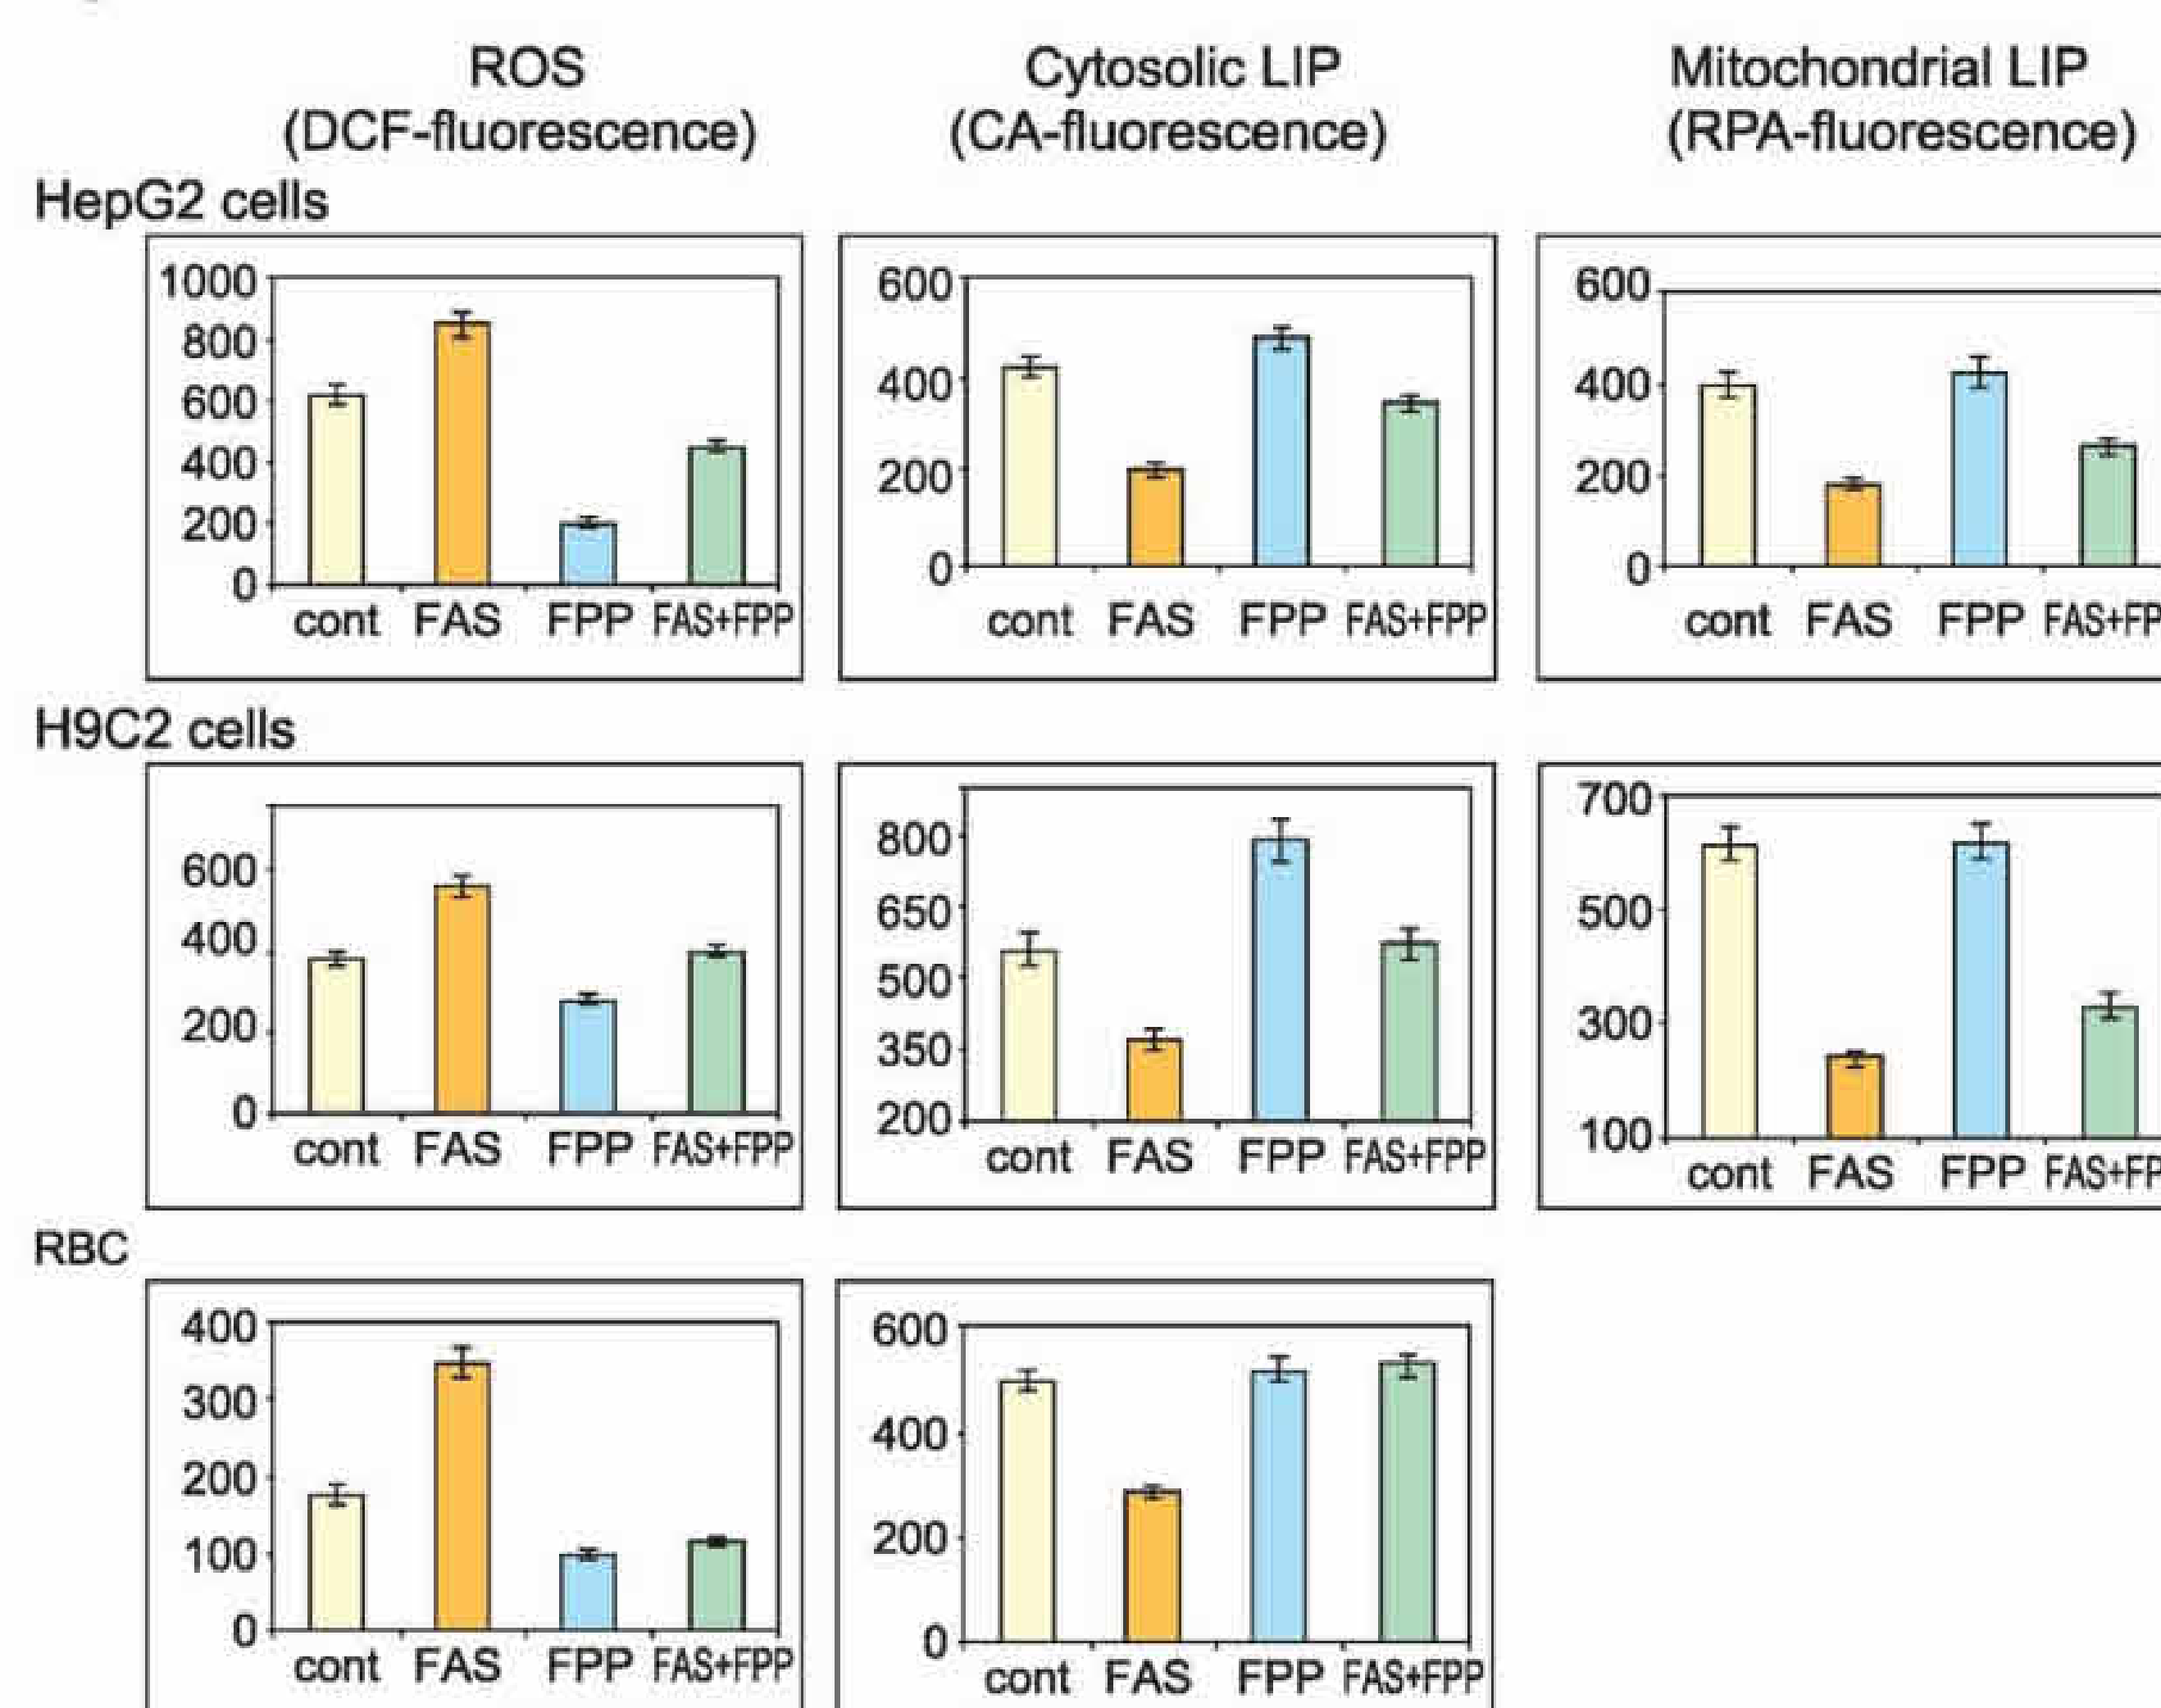 ROS
(DCF-fluorescence)
Cytosolic LIP
(CA-fluorescence)
Mitochondrial LIP
(RPA-fluorescence)
HepG2 cells
1000
800
600
400
200
0
cont FAS FPP FAS+FPP
600
400
200
0
cont FAS FPP FAS+FPP
600
400
200
0
cont FAS FPP FAS+FP
H9C2 cells
600
400
200
0
cont FAS FPP FAS+FPP
800
650
500
350
200
cont FAS FPP FAS+FPP
700
500
300
100
cont FAS FPP FAS+FP
RBC
400
300
200
100
0
cont FAS FPP FAS+FPP
600
400
200
0
cont FAS FPP FAS+FPP